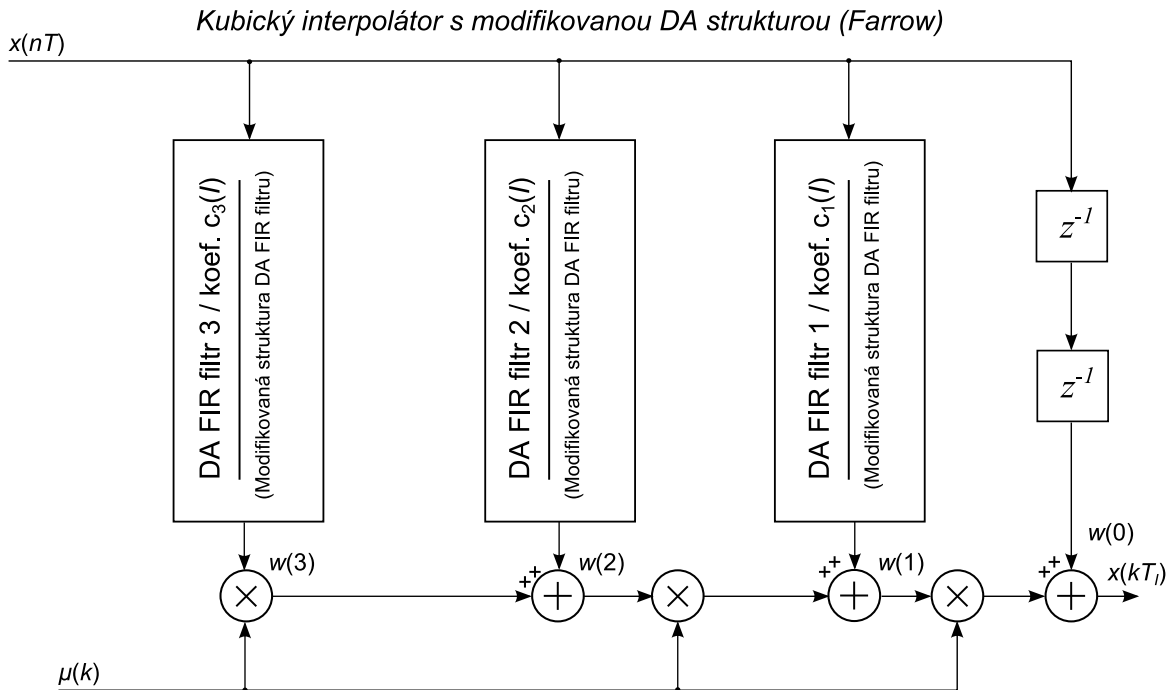 Kubický interpolátor s modifikovanou DA strukturou (Farrow)
x(nT)
DA FIR filtr 3 / koef. c₃(l)
(Modifikovaná struktura DA FIR filtru)
DA FIR filtr 2 / koef. c₂(l)
(Modifikovaná struktura DA FIR filtru)
DA FIR filtr 1 / koef. c₁(l)
(Modifikovaná struktura DA FIR filtru)
z⁻¹
z⁻¹
w(3)
++
w(2)
++
w(1)
++
w(0)
x(kTᵢ)
× + × + × +
μ(k)